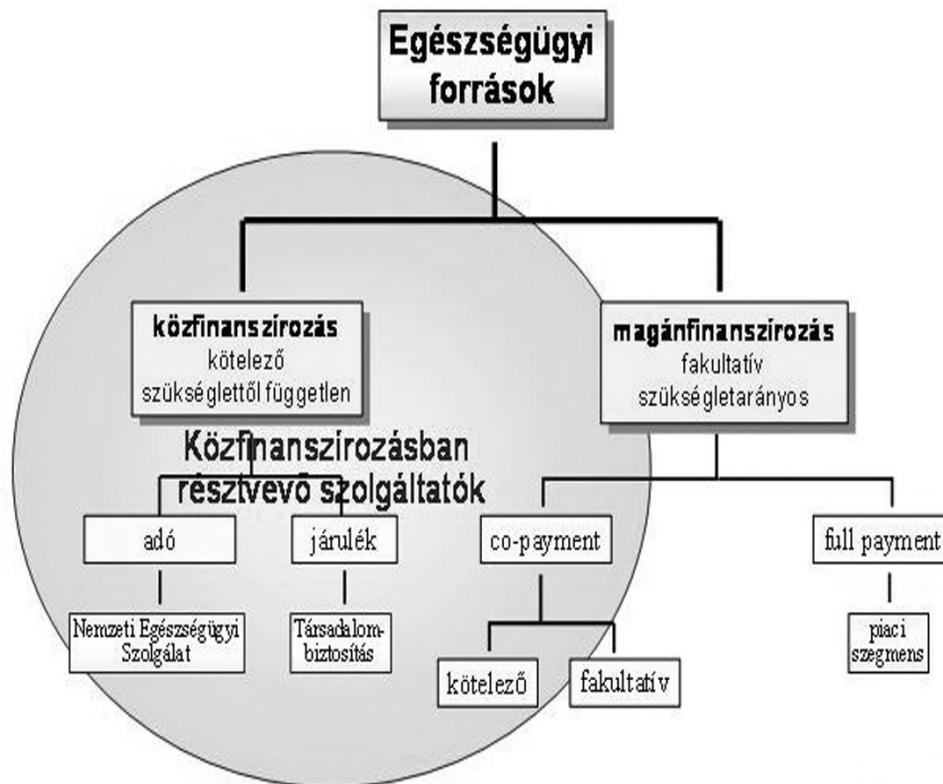 Egészségügyi
források
közfinanszírozás
kötelező
szükséglettől független
magánfinanszírozás
fakultatív
szükségletarányos
Közfinanszírozásban
résztvevő szolgáltatók
adó
járulék
co-payment
full payment
Nemzeti Egészségügyi
Szolgálat
Társadalom-
biztosítás
kötelező
fakultatív
piaci
szegmens